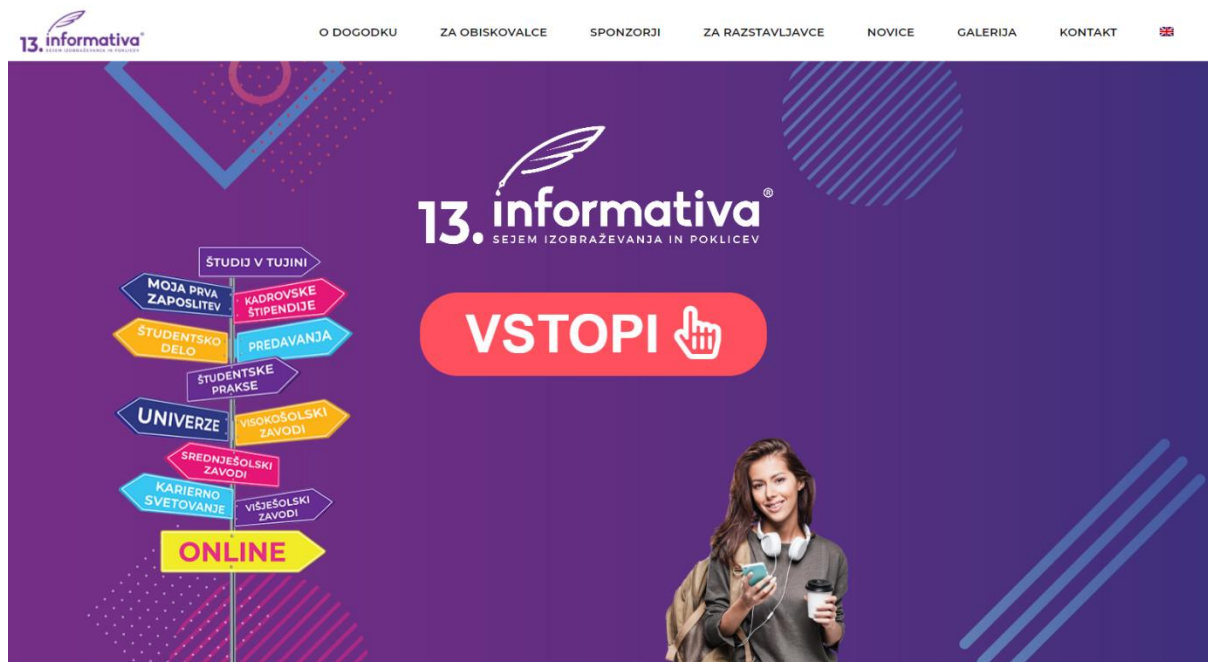 13. informativa®
SEJEM IZOBRAŽEVANJA IN POKLICEV
O DOGODKU
ZA OBISKOVALCE
SPONZORJI
ZA RAZSTAVLJAVCE
NOVICE
GALERIJA
KONTAKT
13. informativa®
SEJEM IZOBRAŽEVANJA IN POKLICEV
VSTOPI
ŠTUDIJ V TUJINI
MOJA PRVA
ZAPOSLITEV
KADROVSKE
ŠTIPENDIJE
ŠTUDENTSKO
DELO
PREDAVANJA
ŠTUDENTSKE
PRAKSE
UNIVERZE
VISOKOŠOLSKI
ZAVODI
SREDNJEŠOLSKI
ZAVODI
KARIERNO
SVETOVANJE
VIŠJEŠOLSKI
ZAVODI
ONLINE